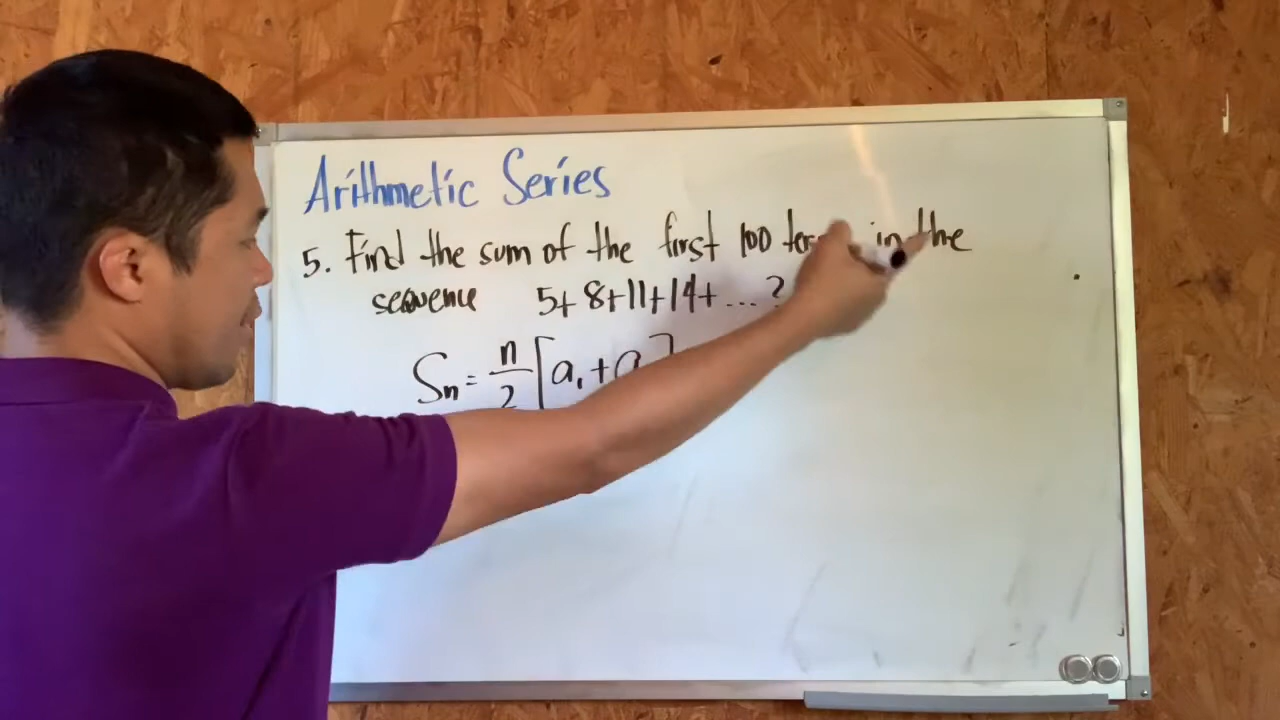 Arithmetic Series
5. Find the sum of the first 100 in the
sequence 5+8+11+14+...?
Sn = n/2 [a₁ + a